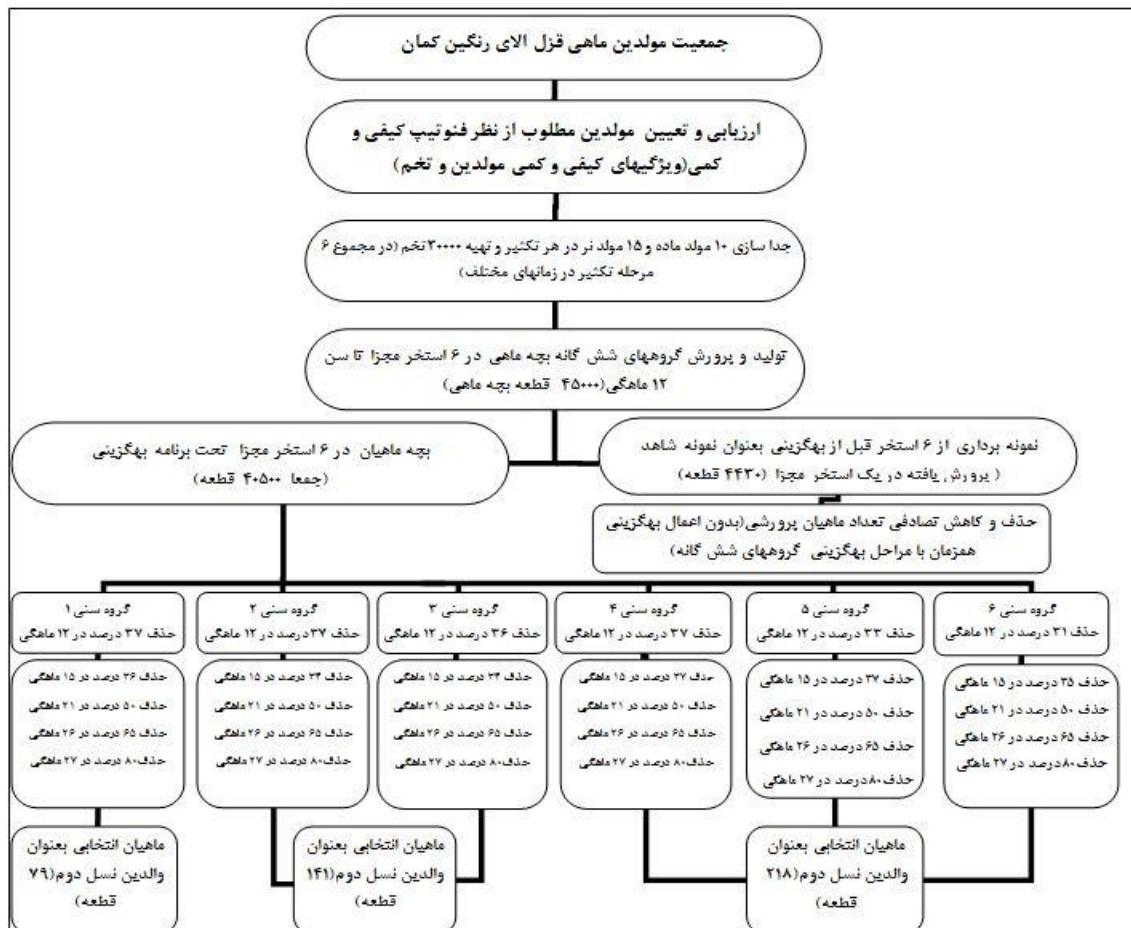 جمعیت مولدین ماهی قزل الای رنگین کمان
ارزیابی و تعیین مولدین مطلوب از نظر فنوتیپ کیفی و
کمی(ویژگیهای کیفی و کمی مولدین و تخم)
جدا سازی ۱۰ مولد ماده و ۱۵ مولد نر در هر تکثیر و تهیه ۳۰۰۰۰ تخم (در مجموع ۶
مرحله تکثیر در زمانهای مختلف)
تولید و پرورش گروههای شش گانه بچه ماهی در ۶ استخر مجزا تا سن
۱۲ ماهگی(۴۵۰۰۰ قطعه بچه ماهی)
نمونه برداری از ۶ استخر قبل از بهگزینی بعنوان نمونه شاهد
( پرورش یافته در یک استخر مجزا (۴۴۳۰ قطعه)
بچه ماهیان در ۶ استخر مجزا تحت برنامه بهگزینی
(جمعا ۴۰۵۰۰ قطعه)
حذف و کاهش تصادفی تعداد ماهیان پرورشی(بدون اعمال بهگزینی
همزمان با مراحل بهگزینی گروههای شش گانه)
گروه سنی ۱
حذف ۳۷ درصد در ۱۲ ماهگی
گروه سنی ۲
حذف ۳۷ درصد در ۱۲ ماهگی
گروه سنی ۳
حذف ۳۶ درصد در ۱۲ ماهگی
گروه سنی ۴
حذف ۳۷ درصد در ۱۲ ماهگی
گروه سنی ۵
حذف ۳۳ درصد در ۱۲ ماهگی
گروه سنی ۶
حذف ۳۱ درصد در ۱۲ ماهگی
حذف ۳۶ درصد در ۱۵ ماهگی
حذف ۵۰ درصد در ۲۱ ماهگی
حذف ۶۵ درصد در ۲۶ ماهگی
حذف ۸۰ درصد در ۲۷ ماهگی
حذف ۳۴ درصد در ۱۵ ماهگی
حذف ۵۰ درصد در ۲۱ ماهگی
حذف ۶۵ درصد در ۲۶ ماهگی
حذف ۸۰ درصد در ۲۷ ماهگی
حذف ۳۴ درصد در ۱۵ ماهگی
حذف ۵۰ درصد در ۲۱ ماهگی
حذف ۶۵ درصد در ۲۶ ماهگی
حذف ۸۰ درصد در ۲۷ ماهگی
حذف ۳۷ درصد در ۱۵ ماهگی
حذف ۵۰ درصد در ۲۱ ماهگی
حذف ۶۵ درصد در ۲۶ ماهگی
حذف ۸۰ درصد در ۲۷ ماهگی
حذف ۳۷ درصد در ۱۵ ماهگی
حذف ۵۰ درصد در ۲۱ ماهگی
حذف ۶۵ درصد در ۲۶ ماهگی
حذف ۸۰ درصد در ۲۷ ماهگی
حذف ۳۵ درصد در ۱۵ ماهگی
حذف ۵۰ درصد در ۲۱ ماهگی
حذف ۶۵ درصد در ۲۶ ماهگی
حذف ۸۰ درصد در ۲۷ ماهگی
ماهیان انتخابی بعنوان
والدین نسل دوم(۷۹
قطعه)
ماهیان انتخابی بعنوان
والدین نسل دوم(۱۴۱
قطعه)
ماهیان انتخابی بعنوان
والدین نسل دوم(۲۱۸
قطعه)